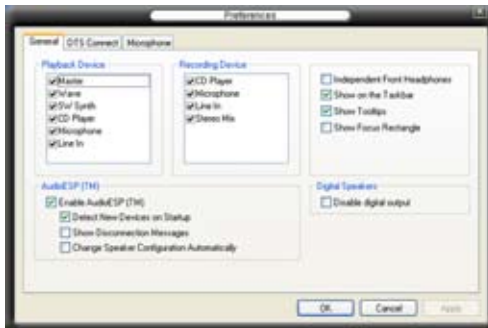 Preferences
General DTS Connect Microphone
Playback Device
Master
Wave
SW Synth
CD Player
Microphone
Line In
Recording Device
CD Player
Microphone
Line In
Stereo Mix
Independent Front Headphones
Show on the Taskbar
Show Tooltips
Show Focus Rectangle
AudioESP (TM)
Enable AudioESP (TM)
Detect New Devices on Startup
Show Disconnection Messages
Change Speaker Configuration Automatically
Digital Speakers
Disable digital output
OK Cancel Apply